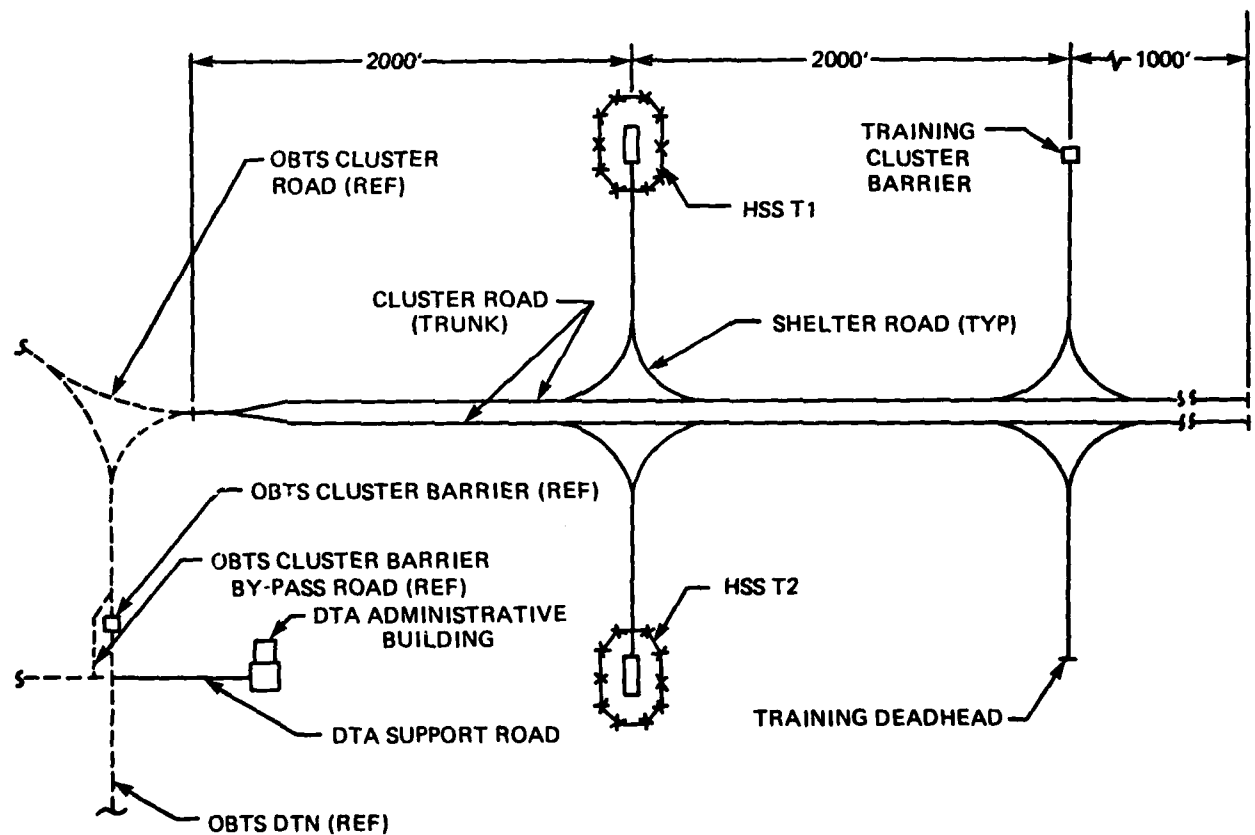 2000'
2000'
1000'
OBTS CLUSTER
ROAD (REF)
TRAINING
CLUSTER
BARRIER
HSS T1
CLUSTER ROAD
(TRUNK)
SHELTER ROAD (TYP)
OBTS CLUSTER BARRIER (REF)
OBTS CLUSTER BARRIER
BY-PASS ROAD (REF)
DTA ADMINISTRATIVE
BUILDING
HSS T2
DTA SUPPORT ROAD
TRAINING DEADHEAD
OBTS DTN (REF)